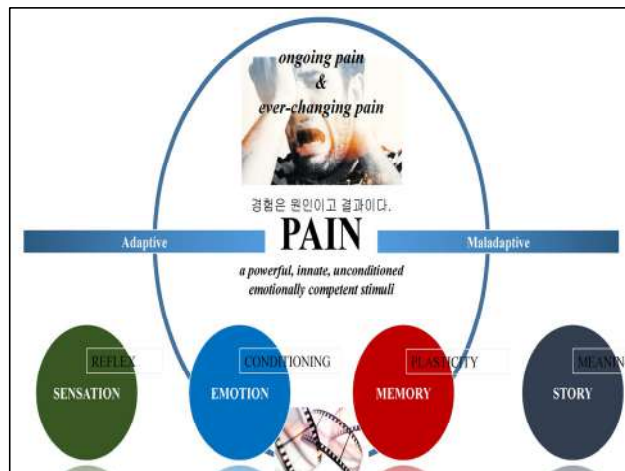 ongoing pain
&
ever-changing pain
경험은 원인이고 결과이다.
Adaptive
PAIN
Maladaptive
a powerful, innate, unconditioned
emotionally competent stimuli
REFLEX
CONDITIONING
PLASTICITY
MEANIN
SENSATION
EMOTION
MEMORY
STORY